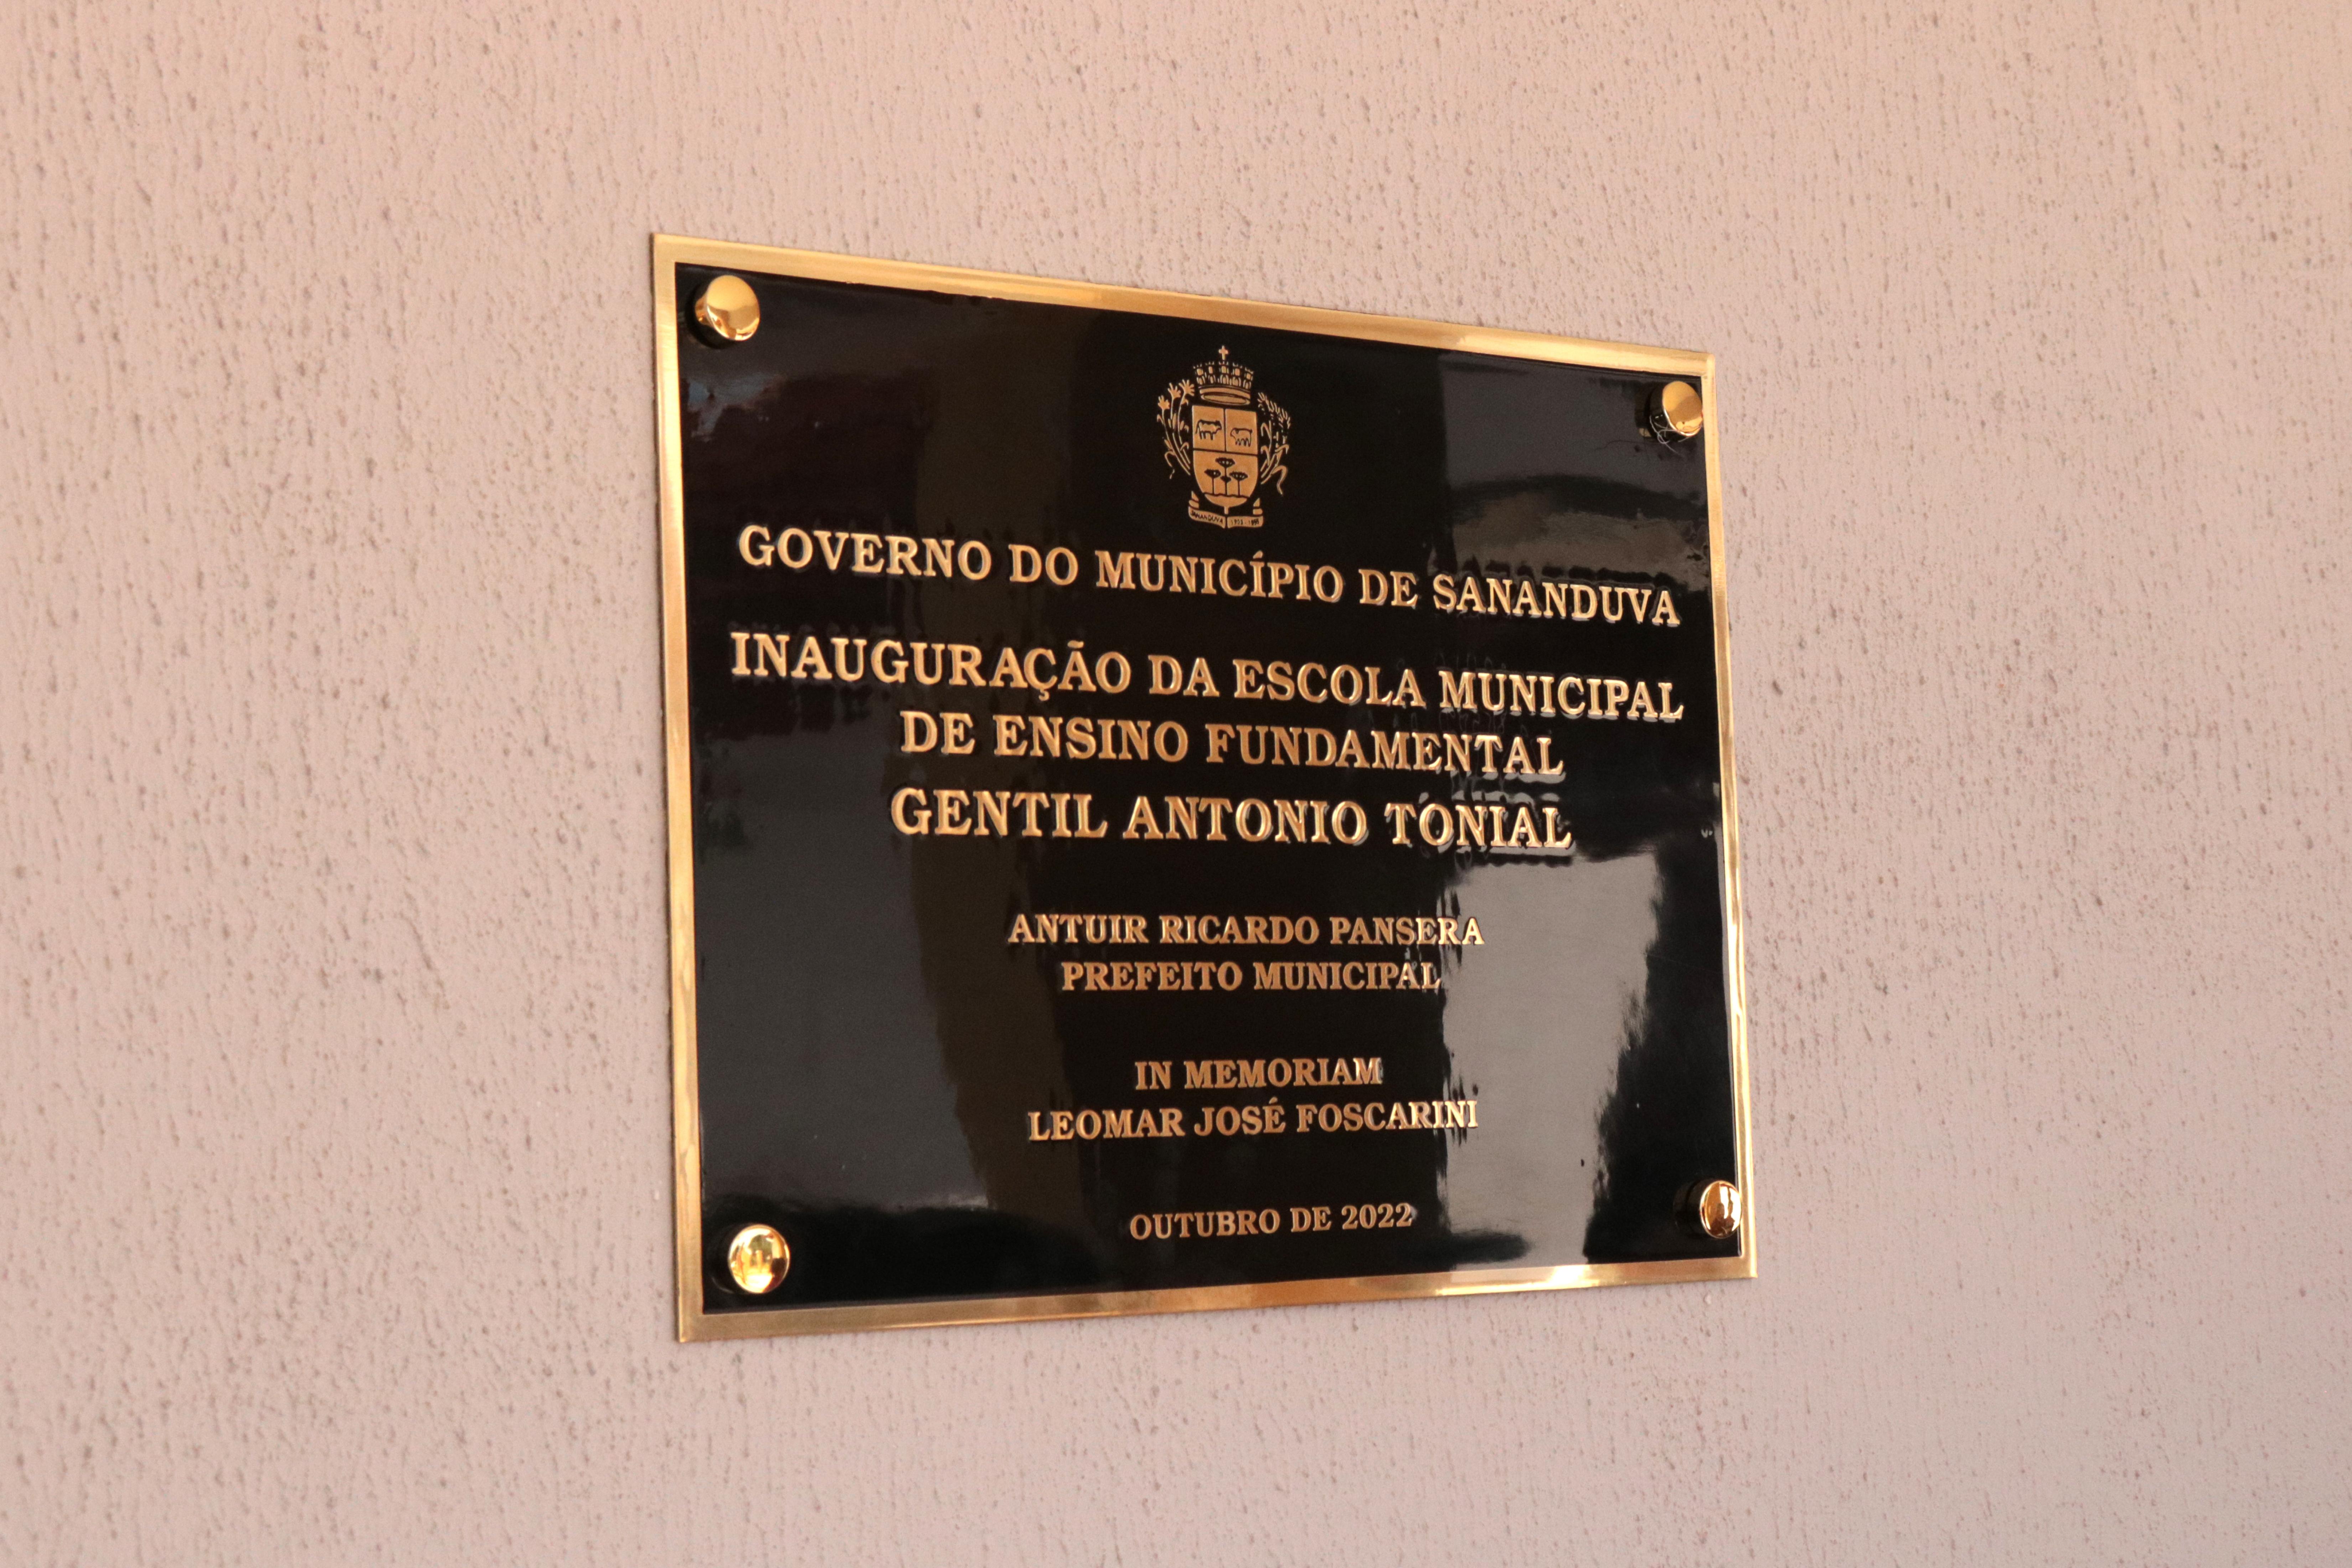 GOVERNO DO MUNICÍPIO DE SANANDUVA
INAUGURAÇÃO DA ESCOLA MUNICIPAL
DE ENSINO FUNDAMENTAL
GENTIL ANTONIO TONIAL
ANTUIR RICARDO PANSERA
PREFEITO MUNICIPAL
IN MEMORIAM
LEOMAR JOSÉ FOSCARINI
OUTUBRO DE 2022